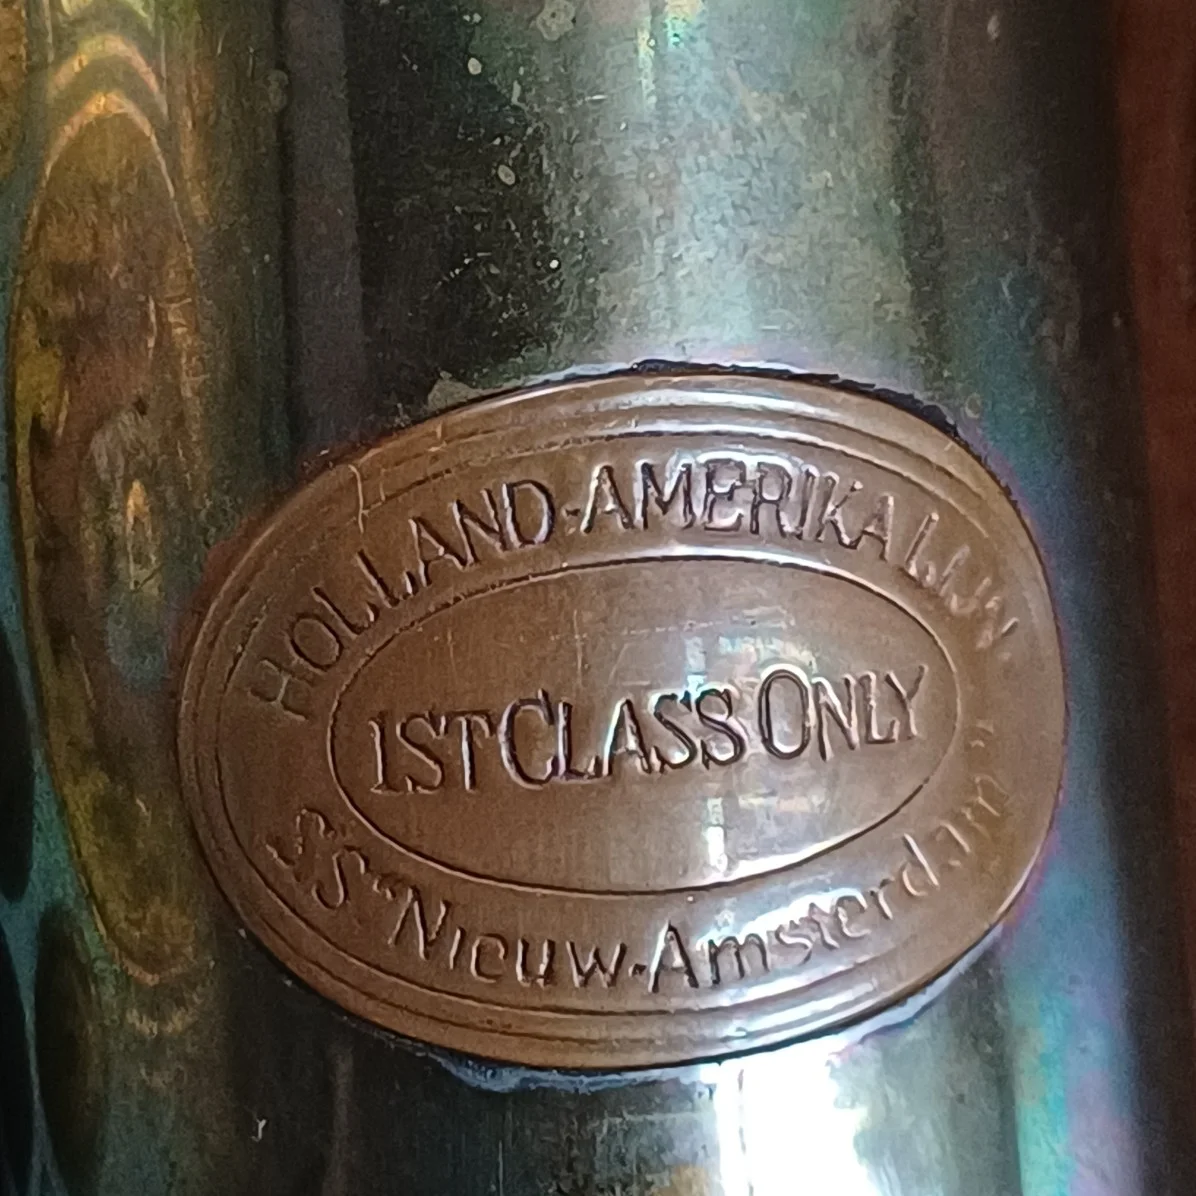 HOLLAND-AMERIKA LIJN
1ST CLASS ONLY
S.S. "Nieuw-Amsterdam"